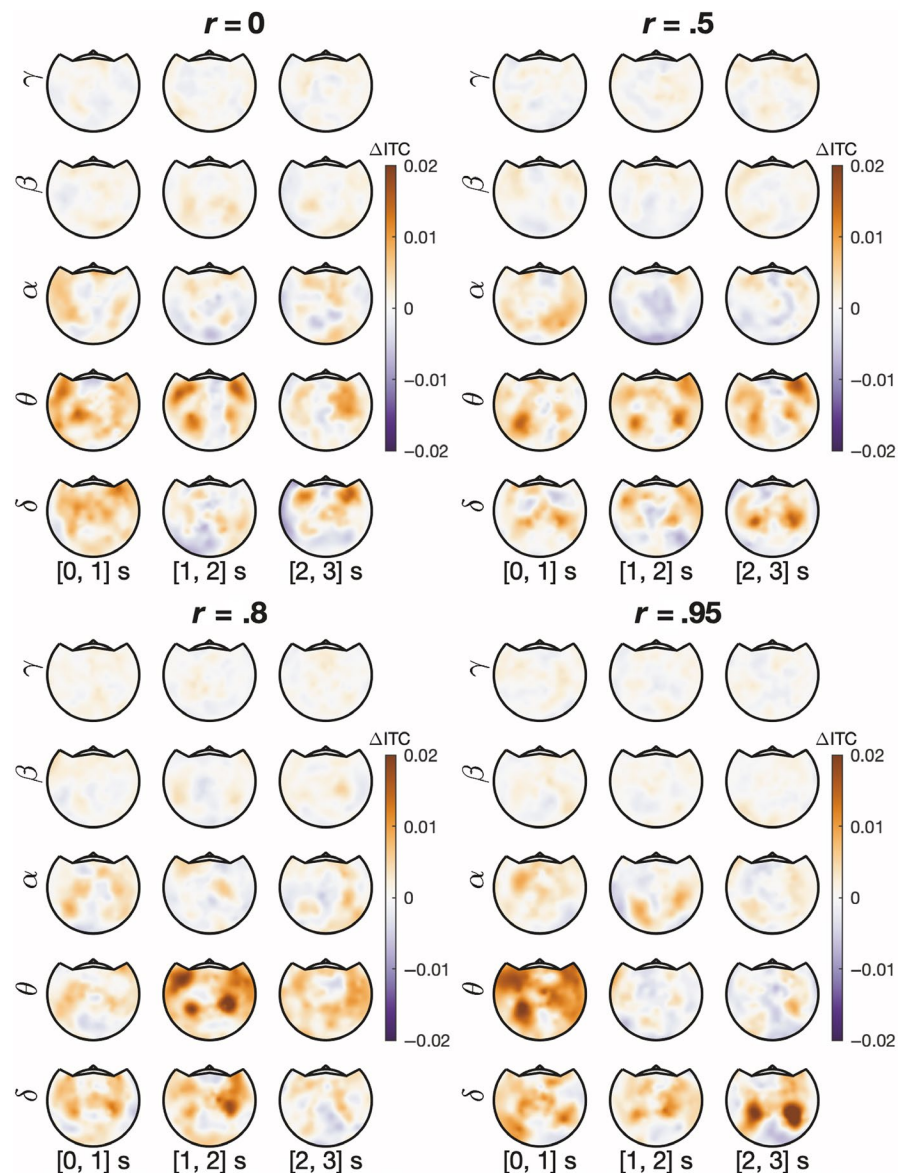 r = 0
r = .5
γ
γ
ΔITC
ΔITC
β
0.02
β
0.02
0.01
0.01
α
0
α
0
−0.01
−0.01
θ
θ
−0.02
−0.02
δ
δ
[0, 1] s [1, 2] s [2, 3] s
[0, 1] s [1, 2] s [2, 3] s
r = .8
r = .95
γ
γ
ΔITC
ΔITC
β
0.02
β
0.02
0.01
0.01
α
0
α
0
−0.01
−0.01
θ
θ
−0.02
−0.02
δ
δ
[0, 1] s [1, 2] s [2, 3] s
[0, 1] s [1, 2] s [2, 3] s